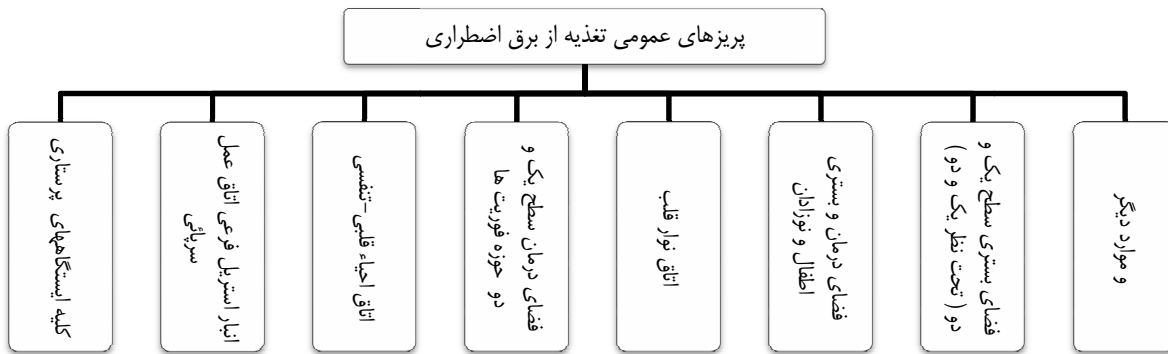 پریزهای عمومی تغذیه از برق اضطراری
و موارد دیگر
فضای بستری سطح یک و
دو ( تحت نظر یک و دو )
فضای درمان و بستری
اطفال و نوزادان
اتاق نوار قلب
فضای درمان سطح یک و
دو حوزه فوریت ها
اتاق احیاء قلبی -تنفسی
انبار استریل فرعی اتاق عمل
سرپائی
کلیه ایستگاههای پرستاری